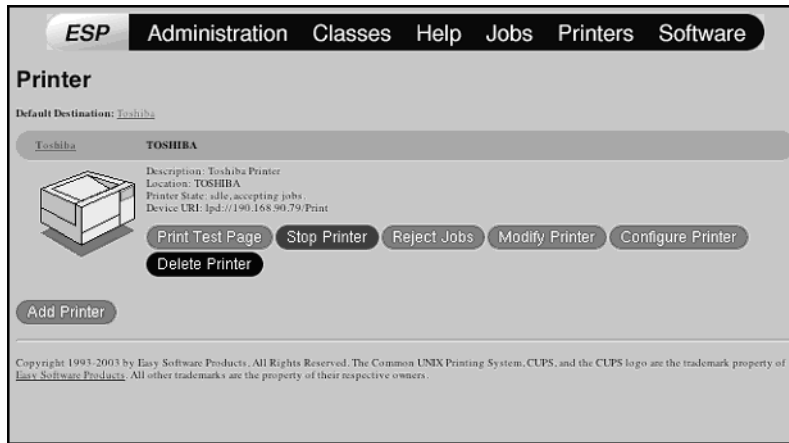 ESP Administration Classes Help Jobs Printers Software
Printer
Default Destination: Toshiba
Toshiba TOSHIBA
Description: Toshiba Printer
Location: TOSHIBA
Printer State: idle, accepting jobs.
Device URI: lpd://190.168.90.79/Print
Print Test Page Stop Printer Reject Jobs Modify Printer Configure Printer
Delete Printer
Add Printer
Copyright 1993-2003 by Easy Software Products, All Rights Reserved. The Common UNIX Printing System, CUPS, and the CUPS logo are the trademark property of
Easy Software Products. All other trademarks are the property of their respective owners.